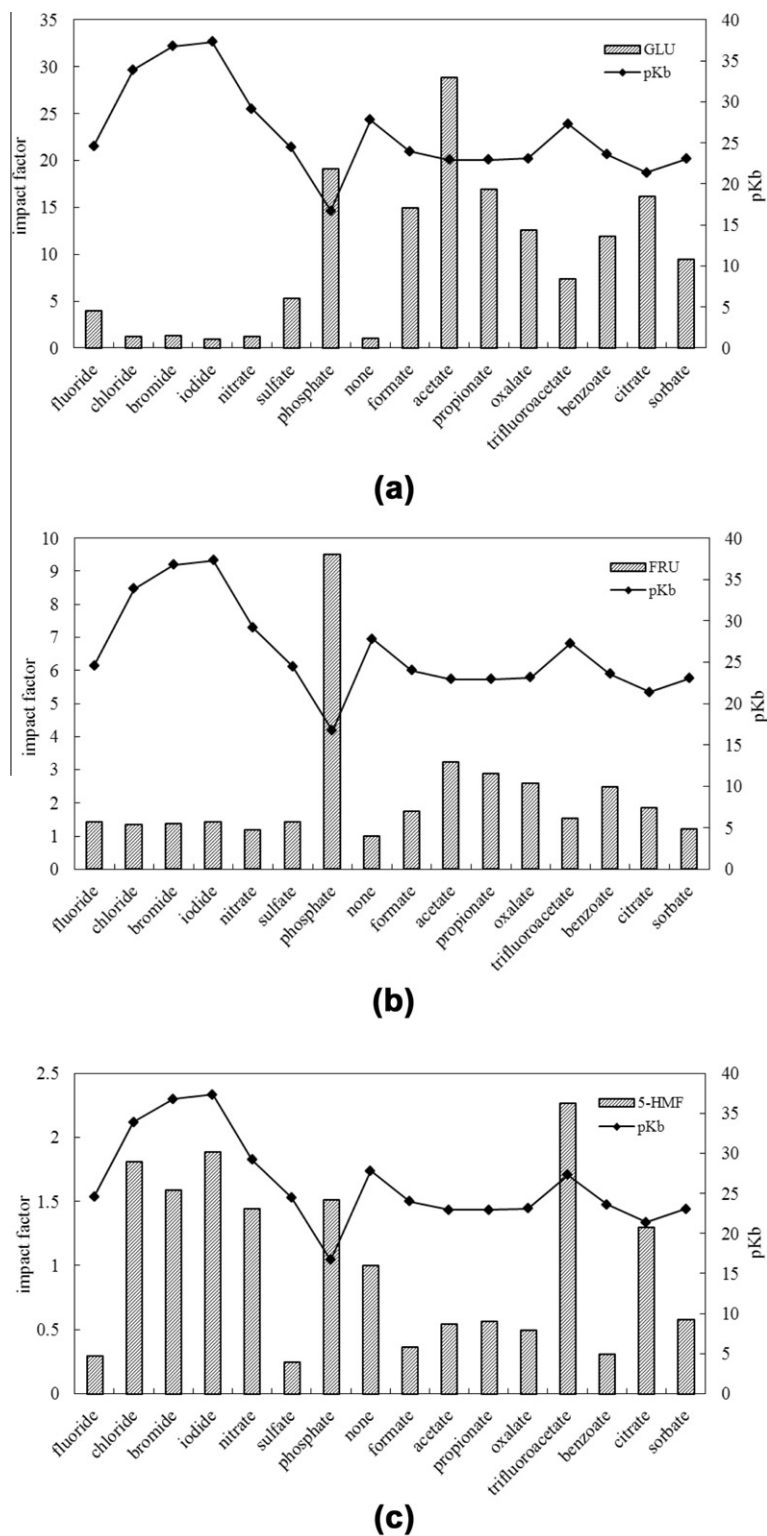 35
30
25
20
15
10
5
0
impact factor
40
35
30
25
20
15
10
5
0
pKb
GLU
pKb
fluoride
chloride
bromide
iodide
nitrate
sulfate
phosphate
none
formate
acetate
propionate
oxalate
trifluoroacetate
benzoate
citrate
sorbate
(a)
10
9
8
7
6
5
4
3
2
1
0
impact factor
40
35
30
25
20
15
10
5
0
pKb
FRU
pKb
fluoride
chloride
bromide
iodide
nitrate
sulfate
phosphate
none
formate
acetate
propionate
oxalate
trifluoroacetate
benzoate
citrate
sorbate
(b)
2.5
2
1.5
1
0.5
0
impact factor
40
35
30
25
20
15
10
5
0
pKb
5-HMF
pKb
fluoride
chloride
bromide
iodide
nitrate
sulfate
phosphate
none
formate
acetate
propionate
oxalate
trifluoroacetate
benzoate
citrate
sorbate
(c)